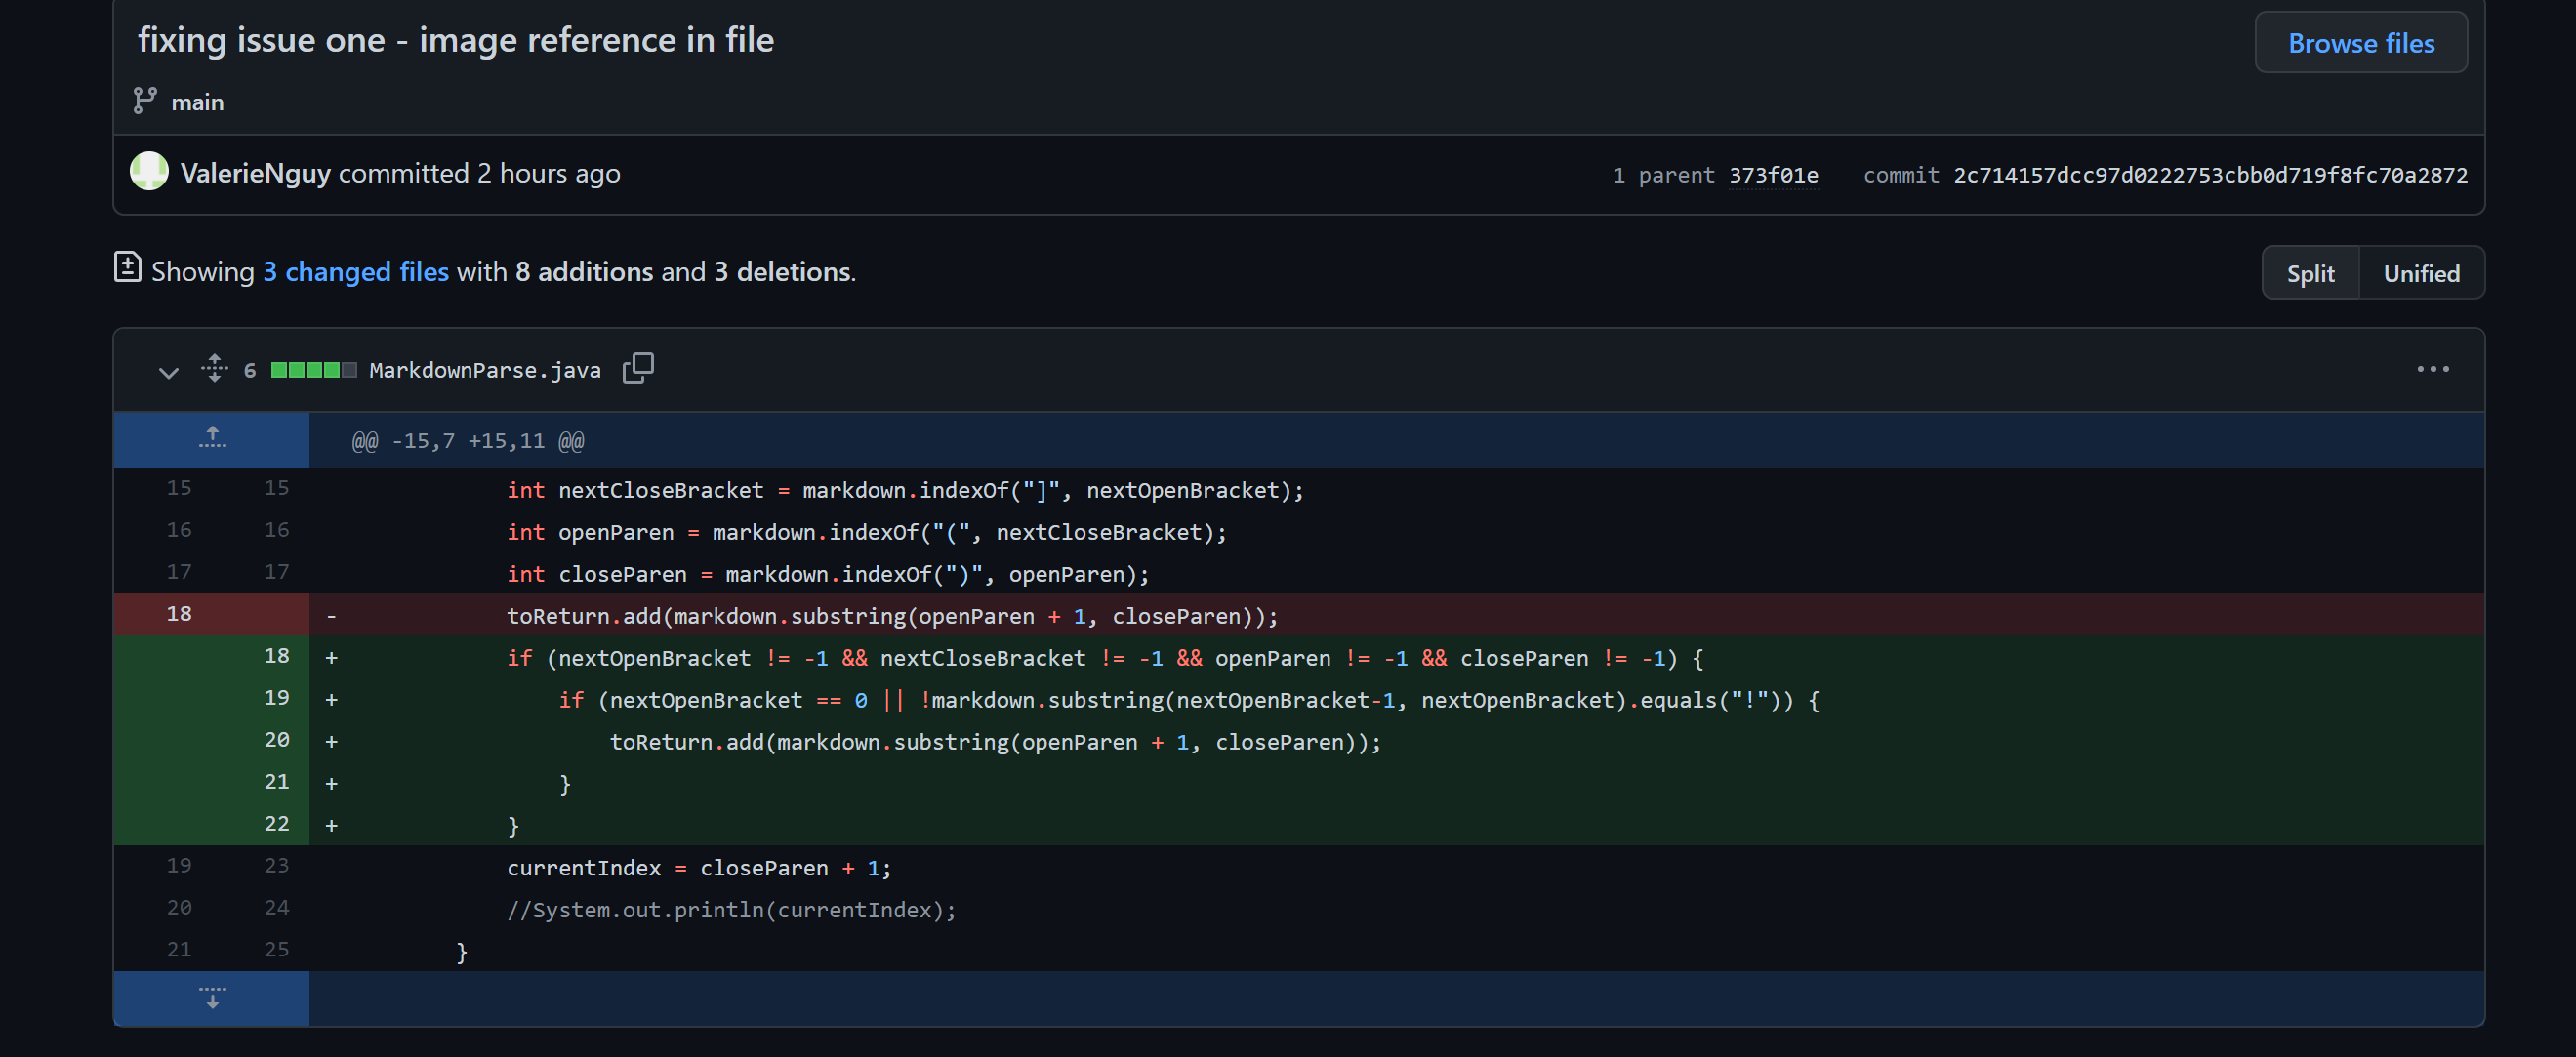 fixing issue one - image reference in file
Browse files
main
ValerieNguy committed 2 hours ago
1 parent 373f01e commit 2c714157dcc97d0222753cbb0d719f8fc70a2872
Showing 3 changed files with 8 additions and 3 deletions.
Split Unified
6 MarkdownParse.java
@@ -15,7 +15,11 @@
15 15 int nextCloseBracket = markdown.indexOf("]", nextOpenBracket);
16 16 int openParen = markdown.indexOf("(", nextCloseBracket);
17 17 int closeParen = markdown.indexOf(")", openParen);
18 - toReturn.add(markdown.substring(openParen + 1, closeParen));
18 + if (nextOpenBracket != -1 && nextCloseBracket != -1 && openParen != -1 && closeParen != -1) {
19 + if (nextOpenBracket == 0 || !markdown.substring(nextOpenBracket-1, nextOpenBracket).equals("!")) {
20 + toReturn.add(markdown.substring(openParen + 1, closeParen));
21 + }
22 + }
19 23 currentIndex = closeParen + 1;
20 24 //System.out.println(currentIndex);
21 25 }